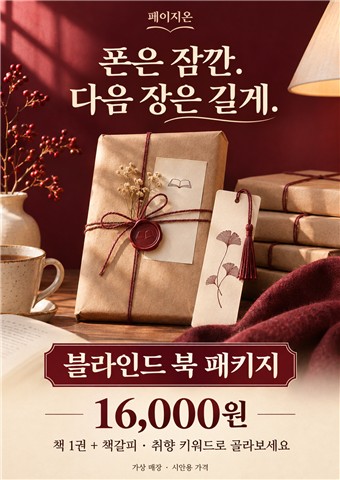 페이지온
폰은 잠깐.
다음 장은 길게.
블라인드 북 패키지
16,000원
책 1권 + 책갈피 · 취향 키워드로 골라보세요
가상 매장 · 시안용 가격